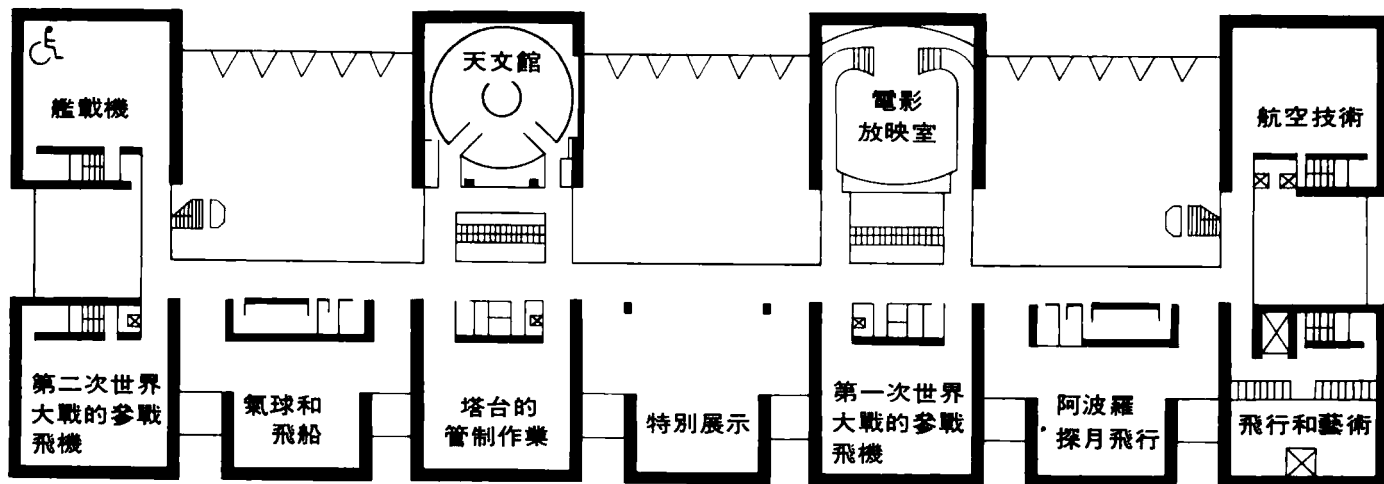 艦載機
天文館
電影
放映室
航空技術
第二次世界
大戰的參戰
飛機
氣球和
飛船
塔台的
管制作業
特別展示
第一次世界
大戰的參戰
飛機
阿波羅
探月飛行
飛行和藝術